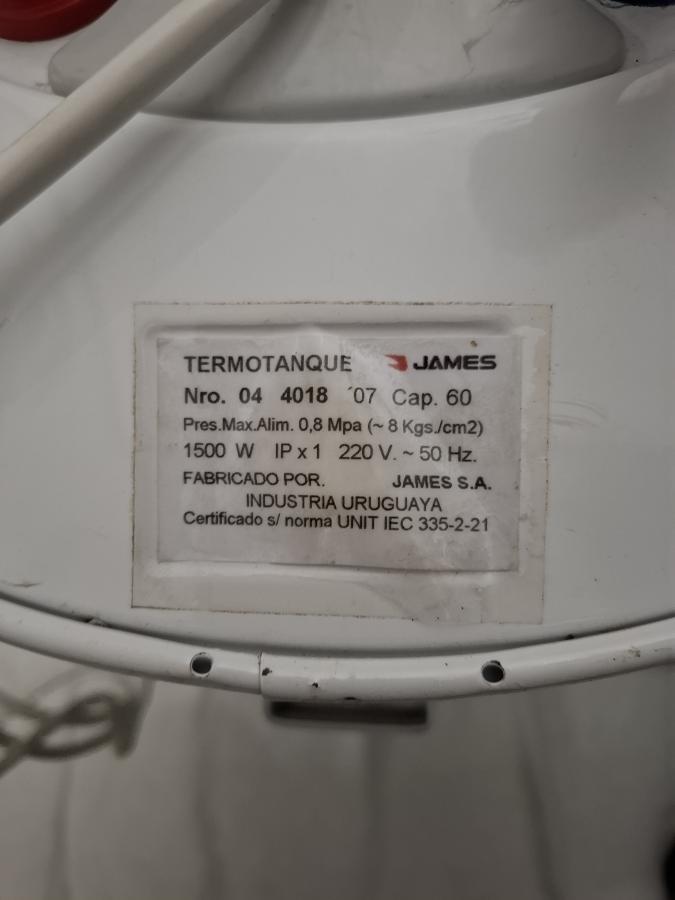 TERMOTANQUE JAMES
Nro. 04 4018 ´07 Cap. 60
Pres.Max.Alim. 0,8 Mpa (~ 8 Kgs./cm2)
1500 W IP x 1 220 V. ~ 50 Hz.
FABRICADO POR. JAMES S.A.
INDUSTRIA URUGUAYA
Certificado s/ norma UNIT IEC 335-2-21